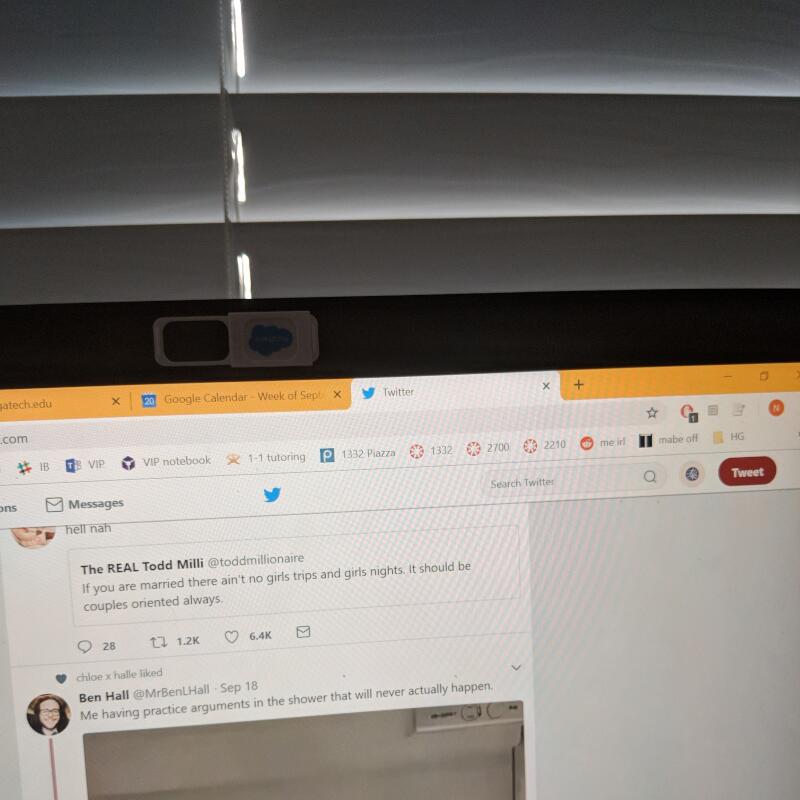 gatech.edu
20 Google Calendar - Week of Sept
Twitter
.com
1
N
IB
VIP
VIP notebook
1-1 tutoring
1332 Piazza
1332
2700
2210
me irl
mabe off
HG
ons
Messages
Search Twitter
Tweet
hell nah
The REAL Todd Milli @toddmillionaire
If you are married there ain't no girls trips and girls nights. It should be
couples oriented always.
28
1.2K
6.4K
chloe x halle liked
Ben Hall @MrBenLHall · Sep 18
Me having practice arguments in the shower that will never actually happen.